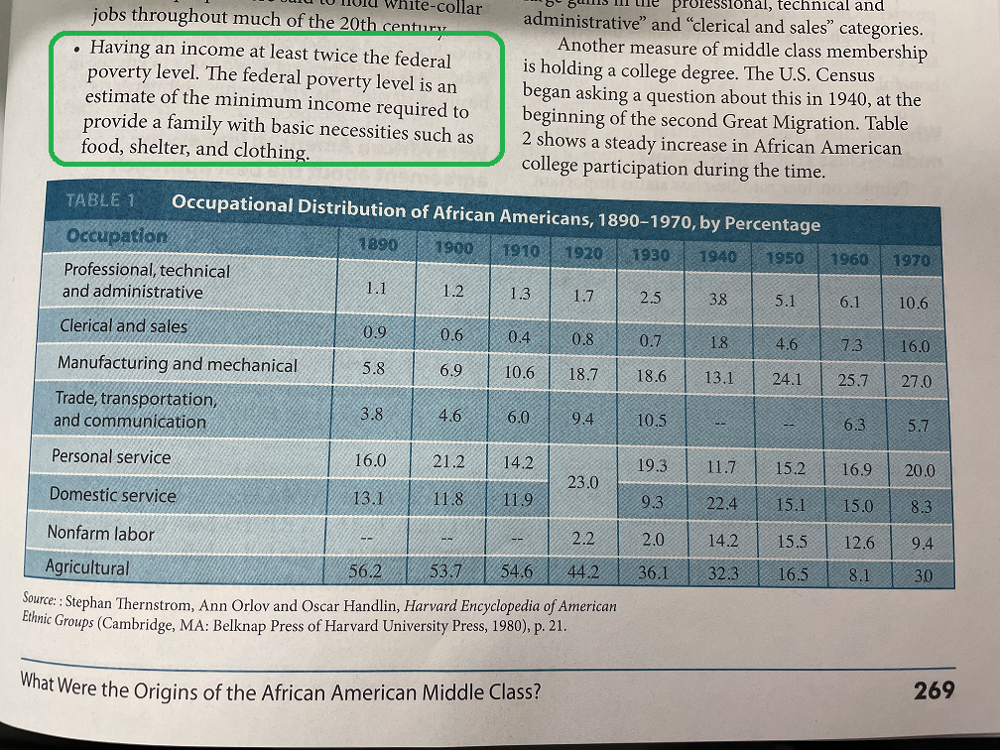 white-collar
jobs throughout much of the 20th century.
• Having an income at least twice the federal
poverty level. The federal poverty level is an
estimate of the minimum income required to
provide a family with basic necessities such as
food, shelter, and clothing.
in the "professional, technical and
administrative" and "clerical and sales" categories.
Another measure of middle class membership
is holding a college degree. The U.S. Census
began asking a question about this in 1940, at the
beginning of the second Great Migration. Table
2 shows a steady increase in African American
college participation during the time.
TABLE 1 Occupational Distribution of African Americans, 1890–1970, by Percentage
Occupation 1890 1900 1910 1920 1930 1940 1950 1960 1970
Professional, technical
and administrative 1.1 1.2 1.3 1.7 2.5 38 5.1 6.1 10.6
Clerical and sales 0.9 0.6 0.4 0.8 0.7 1.8 4.6 7.3 16.0
Manufacturing and mechanical 5.8 6.9 10.6 18.7 18.6 13.1 24.1 25.7 27.0
Trade, transportation,
and communication 3.8 4.6 6.0 9.4 10.5 -- -- 6.3 5.7
Personal service 16.0 21.2 14.2 23.0 19.3 11.7 15.2 16.9 20.0
Domestic service 13.1 11.8 11.9 9.3 22.4 15.1 15.0 8.3
Nonfarm labor -- -- -- 2.2 2.0 14.2 15.5 12.6 9.4
Agricultural 56.2 53.7 54.6 44.2 36.1 32.3 16.5 8.1 30
Source: : Stephan Thernstrom, Ann Orlov and Oscar Handlin, Harvard Encyclopedia of American
Ethnic Groups (Cambridge, MA: Belknap Press of Harvard University Press, 1980), p. 21.
What Were the Origins of the African American Middle Class? 269